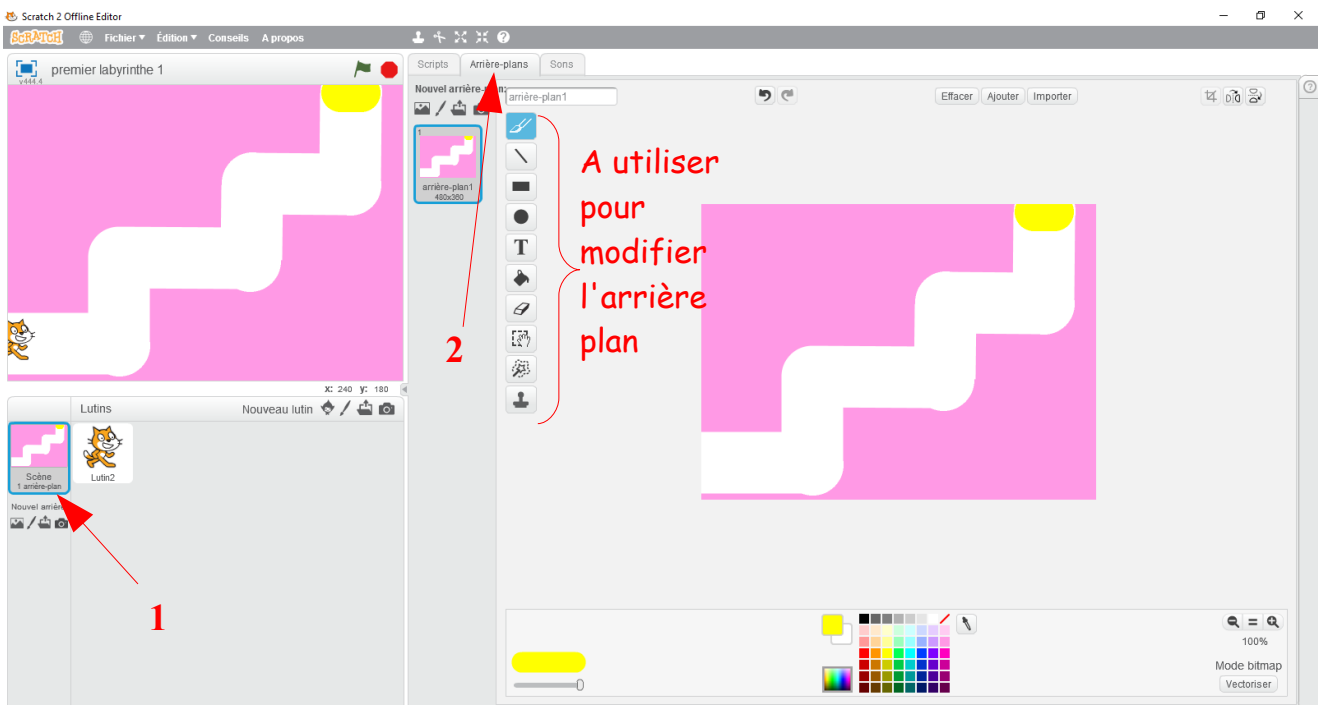 Scratch 2 Offline Editor
SCRATCH Fichier Édition Conseils A propos
premier labyrinthe 1
v444.4
Scripts Arrière-plans Sons
Nouvel arrière-plan:
arrière-plan1
Effacer Ajouter Importer
1
arrière-plan1
480x360
T
A utiliser
pour
modifier
l'arrière
plan
2
X: 240 y: 180
Lutins Nouveau lutin
Scène
1 arrière-plan
Lutin2
Nouvel arrière
1
100%
Mode bitmap
Vectoriser